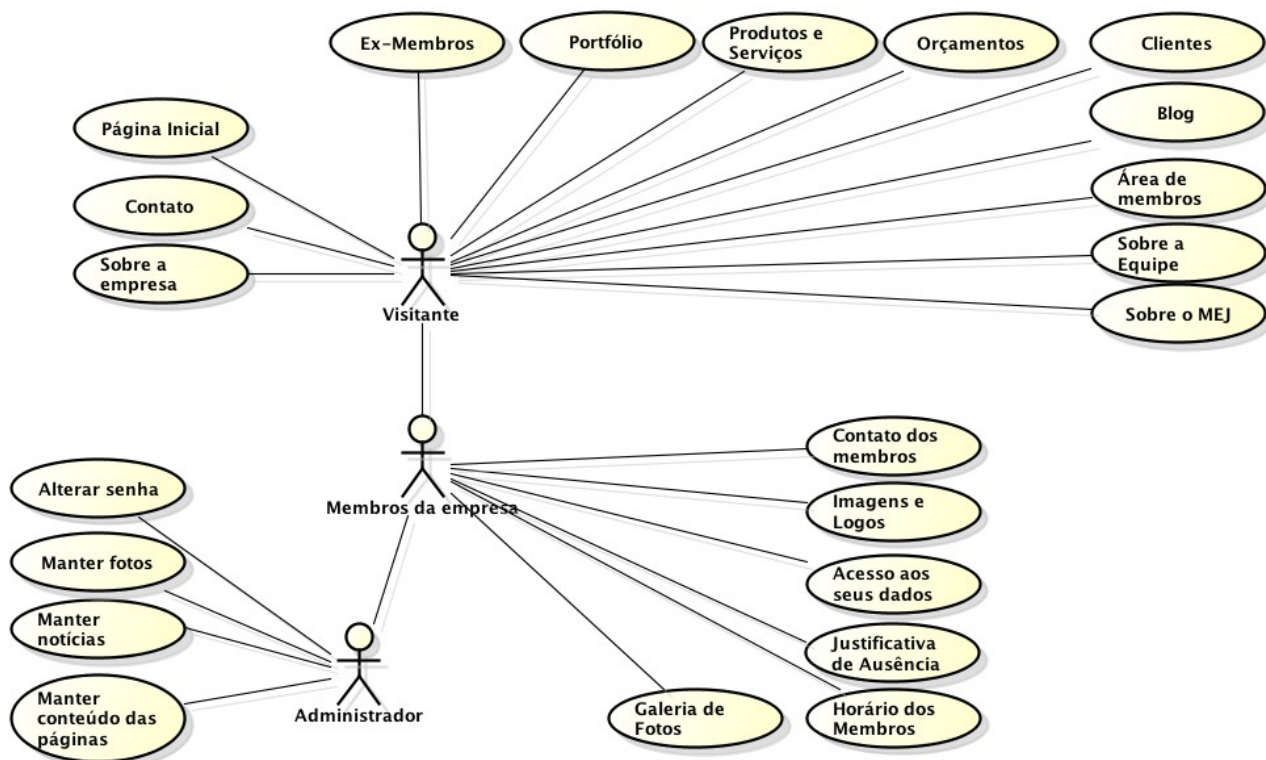 Ex-Membros
Portfólio
Produtos e
Serviços
Orçamentos
Clientes
Página Inicial
Blog
Contato
Área de
membros
Sobre a
empresa
Sobre a
Equipe
Visitante
Sobre o MEJ
Contato dos
membros
Alterar senha
Membros da empresa
Imagens e
Logos
Manter fotos
Acesso aos
seus dados
Manter
notícias
Justificativa
de Ausência
Manter
conteúdo das
páginas
Administrador
Galeria de
Fotos
Horário dos
Membros